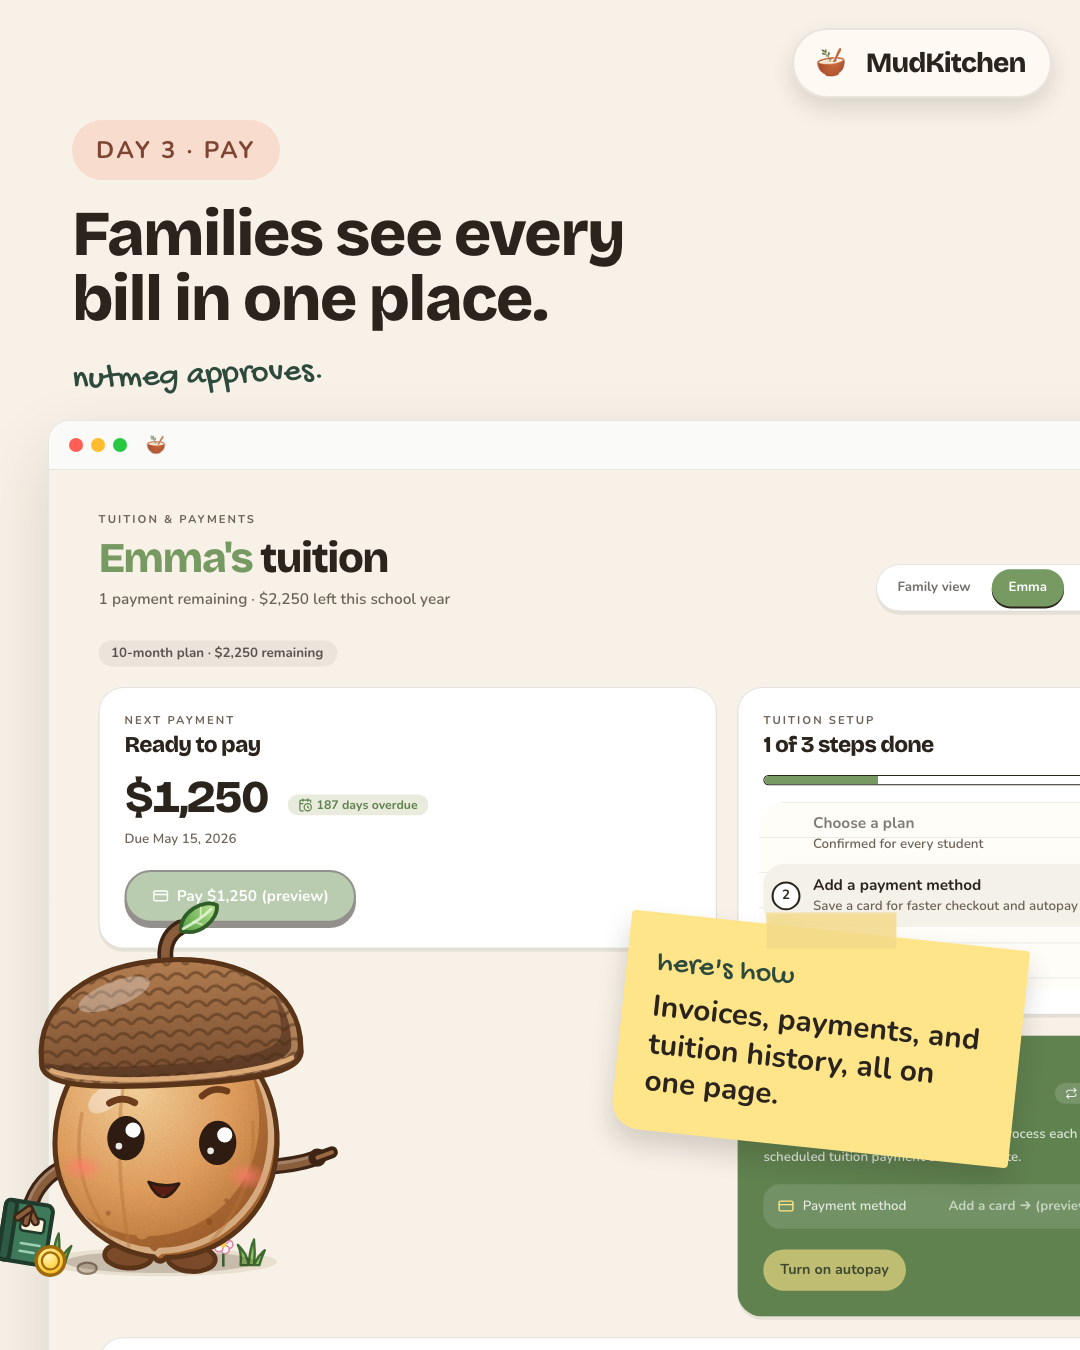 MudKitchen
DAY 3 · PAY
Families see every
bill in one place.
nutmeg approves.
TUITION & PAYMENTS
Emma's tuition
1 payment remaining · $2,250 left this school year
Family view
Emma
10-month plan · $2,250 remaining
NEXT PAYMENT
Ready to pay
$1,250
187 days overdue
Due May 15, 2026
Pay $1,250 (preview)
TUITION SETUP
1 of 3 steps done
Choose a plan
Confirmed for every student
2
Add a payment method
Save a card for faster checkout and autopay
here's how
Invoices, payments, and
tuition history, all on
one page.
each
scheduled tuition payment
Payment method
Add a card → (preview
Turn on autopay